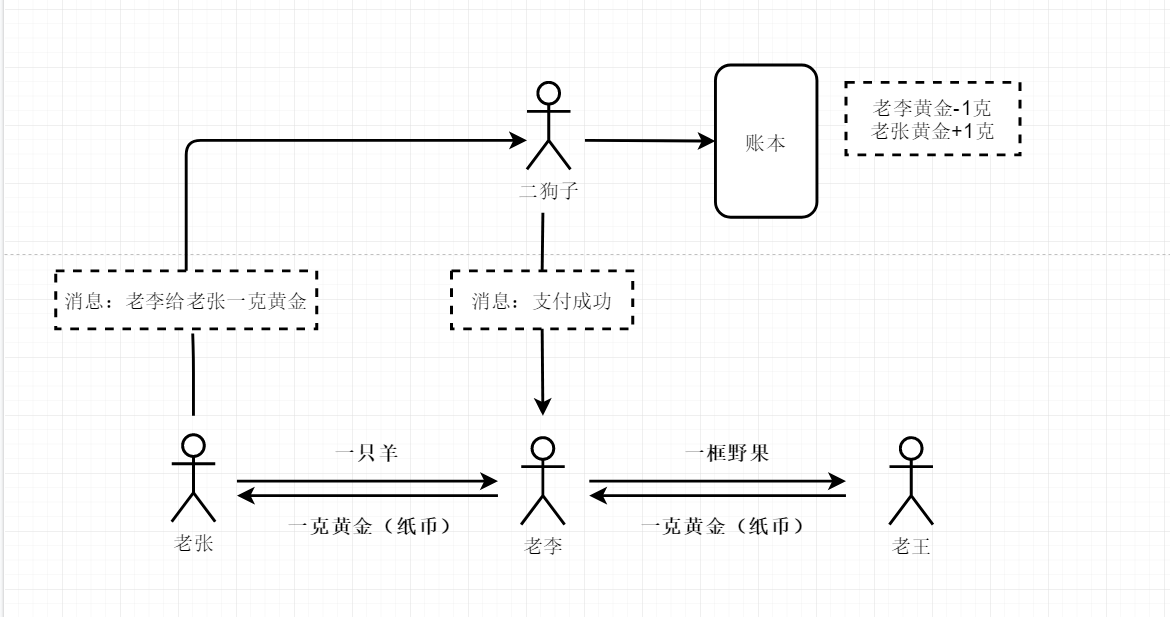 老李黄金-1克
老张黄金+1克
账本
二狗子
消息：老李给老张一克黄金
消息：支付成功
一只羊
一框野果
一克黄金（纸币）
一克黄金（纸币）
老张
老李
老王